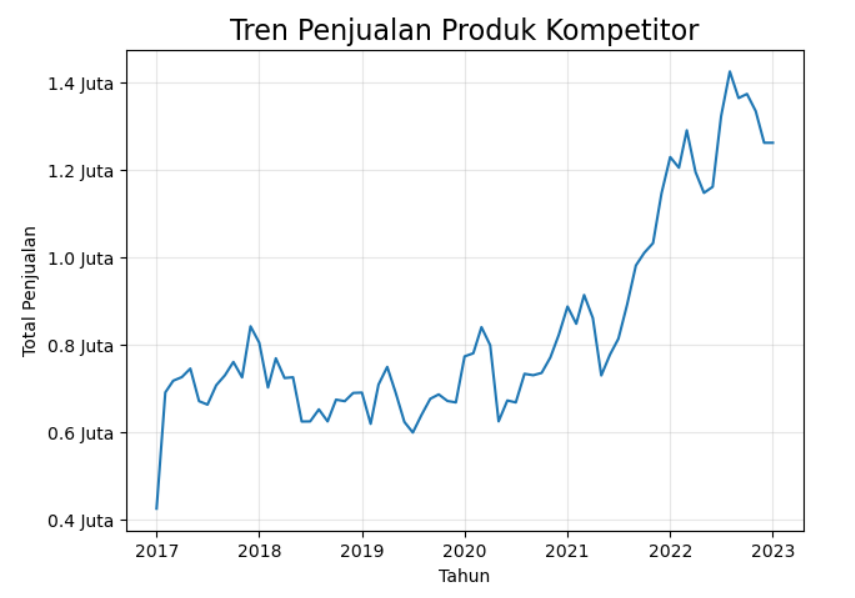 Tren Penjualan Produk Kompetitor
1.4 Juta
1.2 Juta
1.0 Juta
0.8 Juta
0.6 Juta
0.4 Juta
Total Penjualan
2017 2018 2019 2020 2021 2022 2023
Tahun